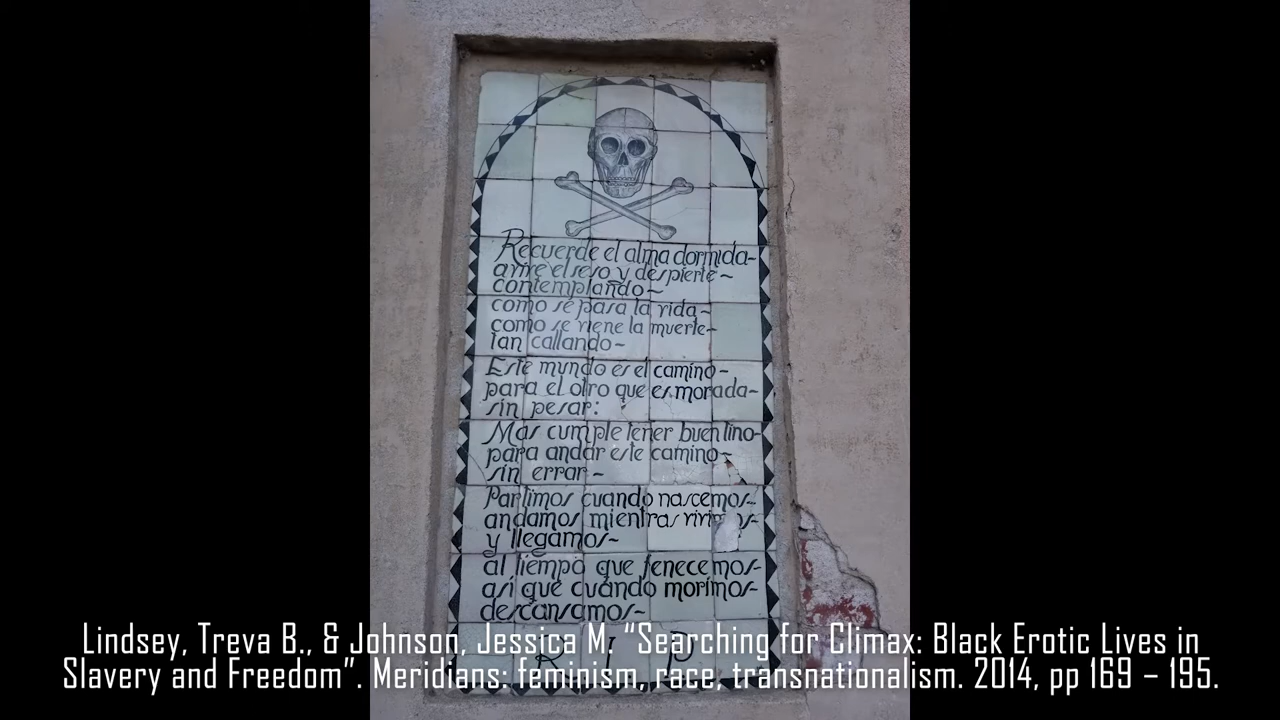 Recuerde el alma dormida~
avive el seso y despierte~
contemplando~
como se pasa la vida~
como se viene la muerte~
tan callando~
Este mundo es el camino~
para el otro que es morada~
sin pesar:
Mas cumple tener buen tino~
para andar este camino~
sin errar~
Partimos cuando nascemos~
andamos mientras vivimos~
y llegamos~
al tiempo que fenecemos~
asi que cuando morimos~
descansamos~
R I P
Lindsey, Treva B., & Johnson, Jessica M. “Searching for Climax: Black Erotic Lives in
Slavery and Freedom”. Meridians: feminism, race, transnationalism. 2014, pp 169 – 195.